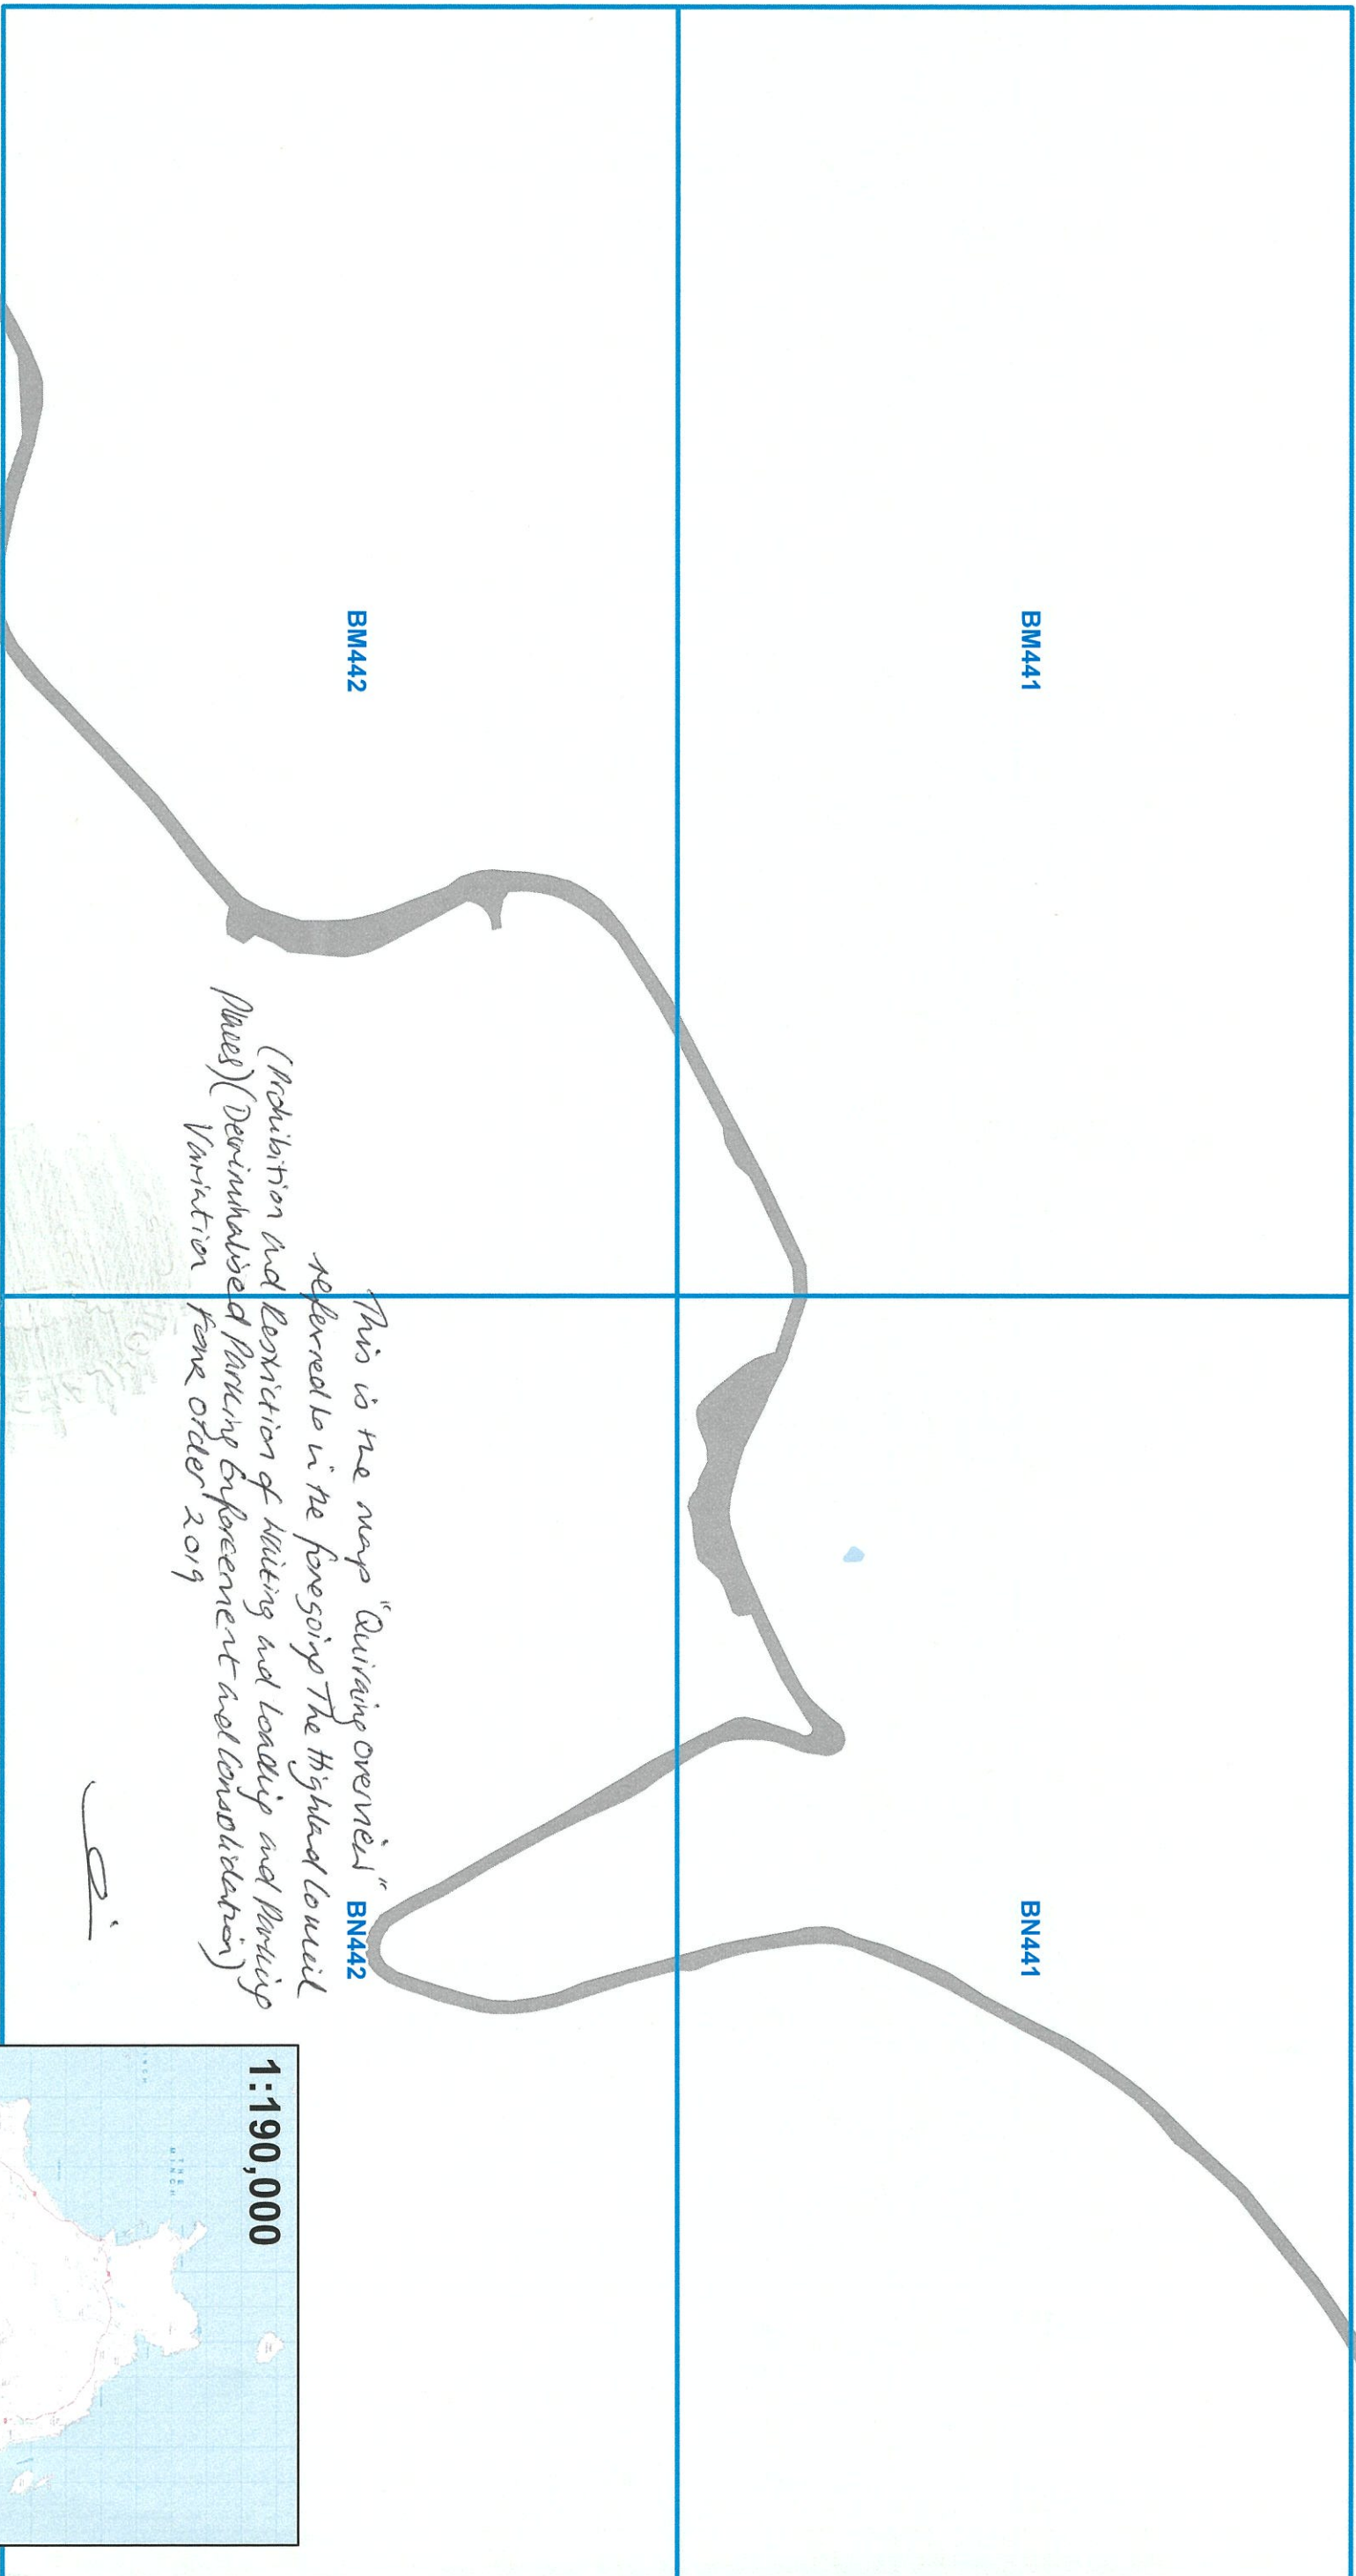 BM441
BN441
BM442
BN442
This is the map "Quiraing overview"
referred to in the foregoing The Highland Council
(Prohibition and Restriction of Waiting and Loading and Parking
Places) (Decriminalised Parking Enforcement and Consolidation)
Variation Order 2019
1:190,000
THE
MINCH